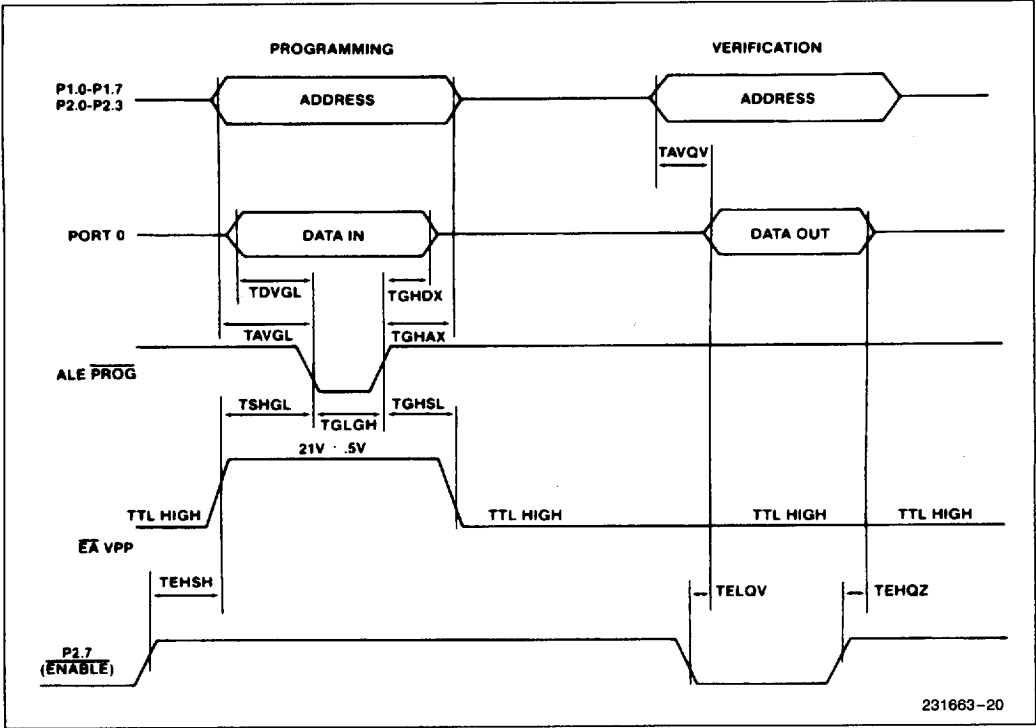 PROGRAMMING
VERIFICATION
P1.0-P1.7
P2.0-P2.3
ADDRESS
ADDRESS
TAVQV
PORT 0
DATA IN
DATA OUT
TDVGL
TGHDX
TAVGL
TGHAX
ALE PROG
TSHGL
TGHSL
TGLGH
21V · .5V
TTL HIGH
TTL HIGH
TTL HIGH
TTL HIGH
EA VPP
TEHSH
TELQV
TEHQZ
P2.7
(ENABLE)
231663-20